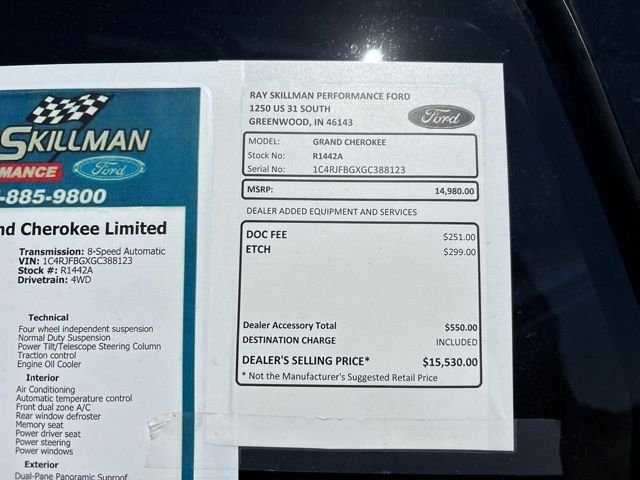 SKILLMAN
MANCE Ford
-885-9800
nd Cherokee Limited
Transmission: 8-Speed Automatic
VIN: 1C4RJFBGXGC388123
Stock #: R1442A
Drivetrain: 4WD
Technical
Four wheel independent suspension
Normal Duty Suspension
Power Tilt/Telescope Steering Column
Traction control
Engine Oil Cooler
Interior
Air Conditioning
Automatic temperature control
Front dual zone A/C
Rear window defroster
Memory seat
Power driver seat
Power steering
Power windows
Exterior
Dual-Pane Panoramic Sunroof
RAY SKILLMAN PERFORMANCE FORD
1250 US 31 SOUTH
GREENWOOD, IN 46143
Ford
MODEL: GRAND CHEROKEE
Stock No: R1442A
Serial No: 1C4RJFBGXGC388123
MSRP: 14,980.00
DEALER ADDED EQUIPMENT AND SERVICES
DOC FEE $251.00
ETCH $299.00
Dealer Accessory Total $550.00
DESTINATION CHARGE INCLUDED
DEALER'S SELLING PRICE* $15,530.00
* Not the Manufacturer's Suggested Retail Price